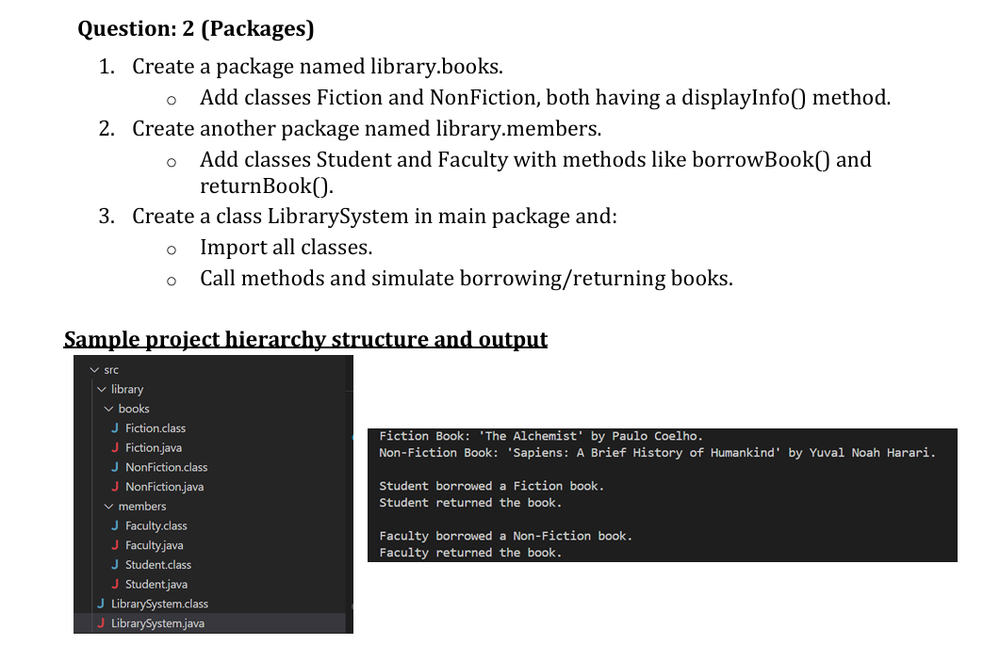 Question: 2 (Packages)
1. Create a package named library.books.
o Add classes Fiction and NonFiction, both having a displayInfo() method.
2. Create another package named library.members.
o Add classes Student and Faculty with methods like borrowBook() and
returnBook().
3. Create a class LibrarySystem in main package and:
o Import all classes.
o Call methods and simulate borrowing/returning books.
Sample project hierarchy structure and output
src
library
books
J Fiction.class
J Fiction.java
J NonFiction.class
J NonFiction.java
members
J Faculty.class
J Faculty.java
J Student.class
J Student.java
J LibrarySystem.class
J LibrarySystem.java
Fiction Book: 'The Alchemist' by Paulo Coelho.
Non-Fiction Book: 'Sapiens: A Brief History of Humankind' by Yuval Noah Harari.
Student borrowed a Fiction book.
Student returned the book.
Faculty borrowed a Non-Fiction book.
Faculty returned the book.